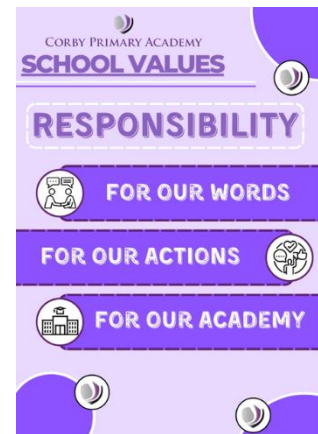 CORBY PRIMARY ACADEMY
SCHOOL VALUES
RESPONSIBILITY
FOR OUR WORDS
FOR OUR ACTIONS
FOR OUR ACADEMY